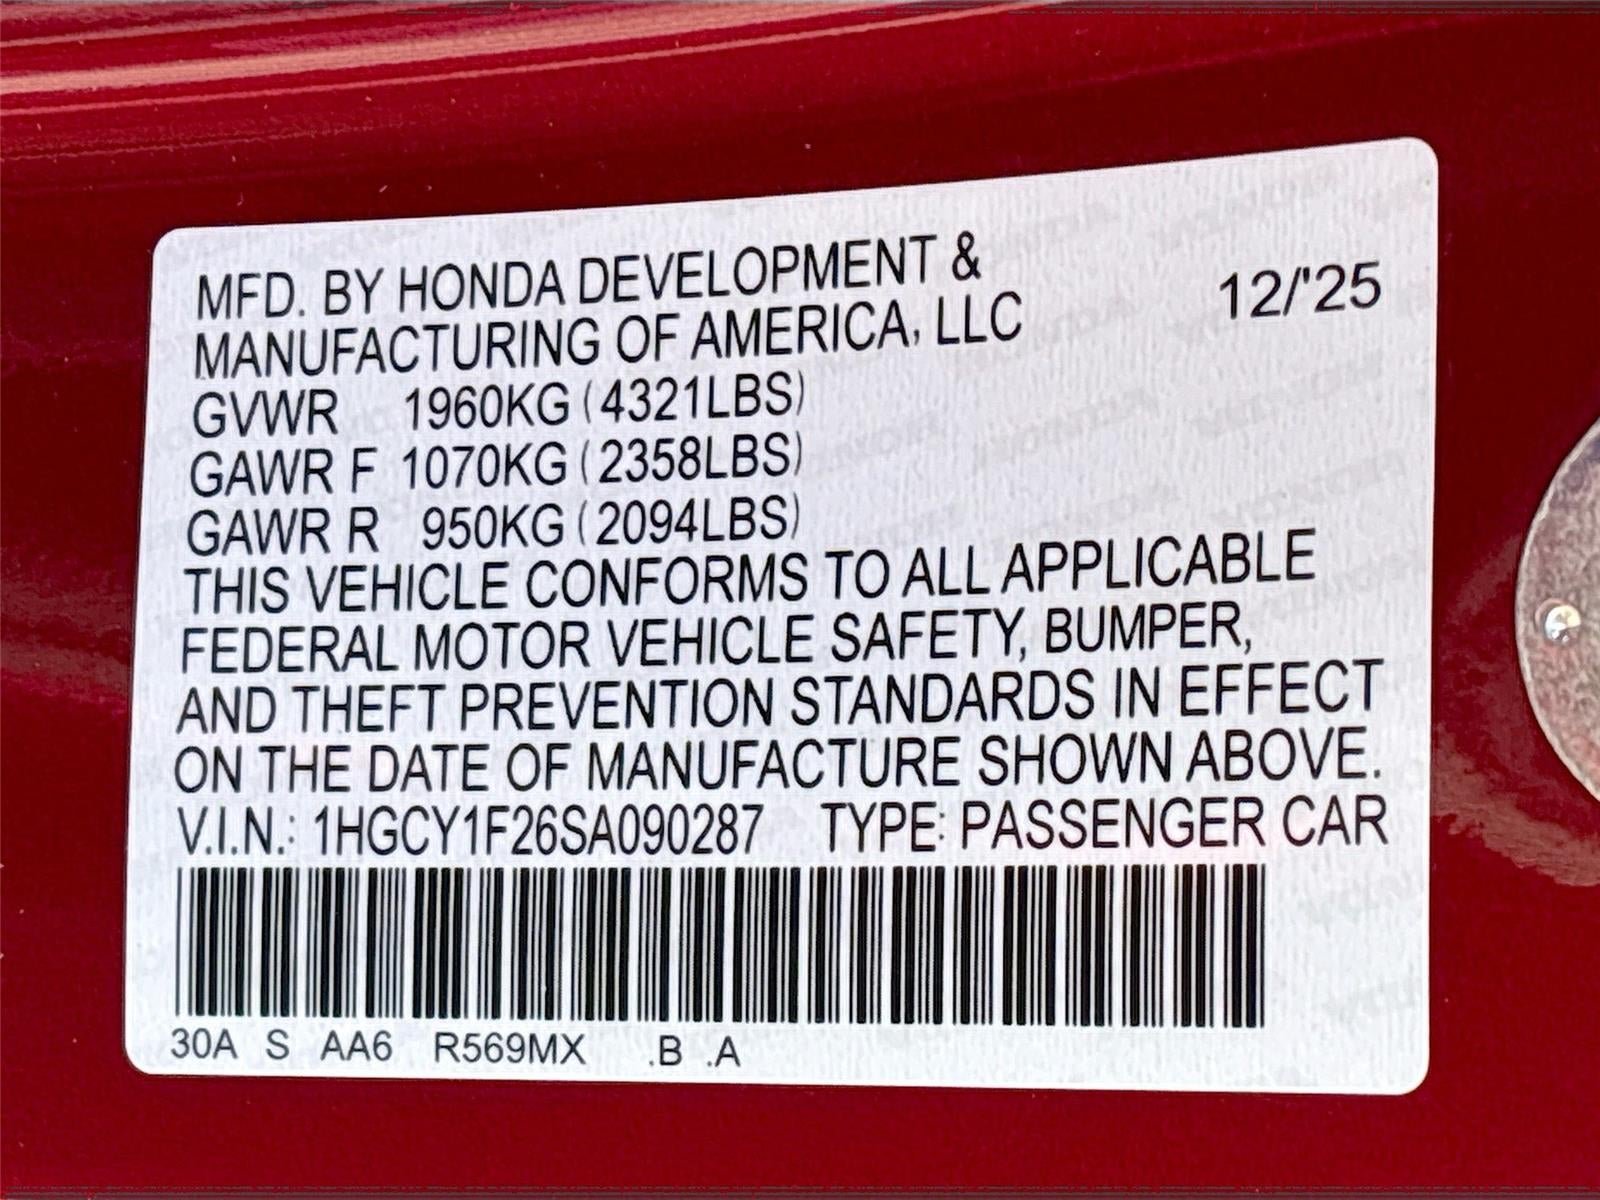 MFD. BY HONDA DEVELOPMENT &
MANUFACTURING OF AMERICA, LLC
12/'25
GVWR 1960KG (4321LBS)
GAWR F 1070KG (2358LBS)
GAWR R 950KG (2094LBS)
THIS VEHICLE CONFORMS TO ALL APPLICABLE
FEDERAL MOTOR VEHICLE SAFETY, BUMPER,
AND THEFT PREVENTION STANDARDS IN EFFECT
ON THE DATE OF MANUFACTURE SHOWN ABOVE.
V.I.N.: 1HGCY1F26SA090287 TYPE: PASSENGER CAR
30A S AA6 R569MX .B .A